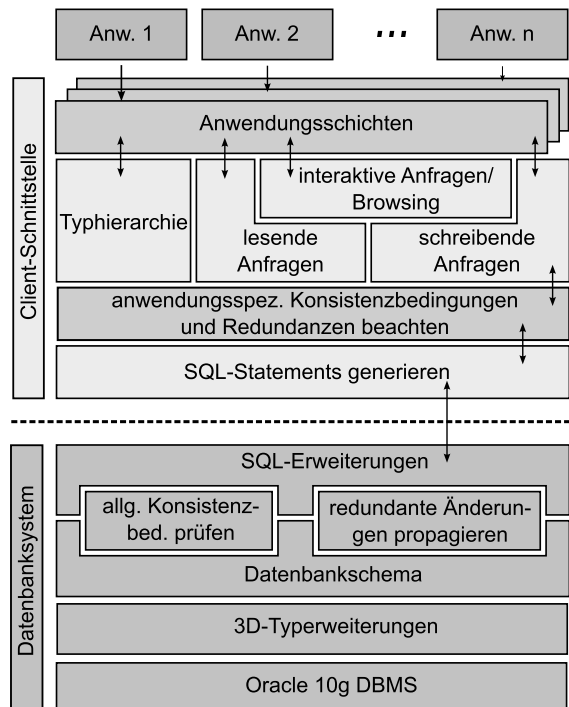 Anw. 1
Anw. 2
...
Anw. n
Client-Schnittstelle
Anwendungsschichten
Typhierarchie
interaktive Anfragen/
Browsing
lesende
Anfragen
schreibende
Anfragen
anwendungsspez. Konsistenzbedingungen
und Redundanzen beachten
SQL-Statements generieren
Datenbanksystem
SQL-Erweiterungen
allg. Konsistenz-
bed. prüfen
redundante Änderun-
gen propagieren
Datenbankschema
3D-Typerweiterungen
Oracle 10g DBMS